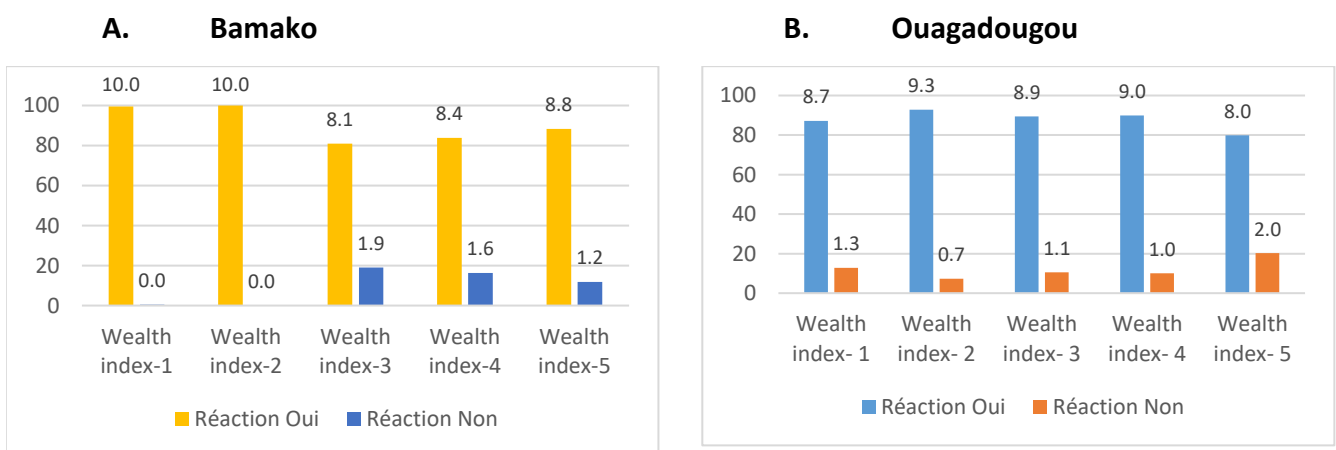 A. Bamako
10.0 10.0 8.1 8.4 8.8
0.0 0.0 1.9 1.6 1.2
100
80
60
40
20
0
Wealth index-1
Wealth index-2
Wealth index-3
Wealth index-4
Wealth index-5
Réaction Oui Réaction Non
B. Ouagadougou
8.7 9.3 8.9 9.0 8.0
1.3 0.7 1.1 1.0 2.0
100
80
60
40
20
0
Wealth index- 1
Wealth index- 2
Wealth index- 3
Wealth index- 4
Wealth index- 5
Réaction Oui Réaction Non